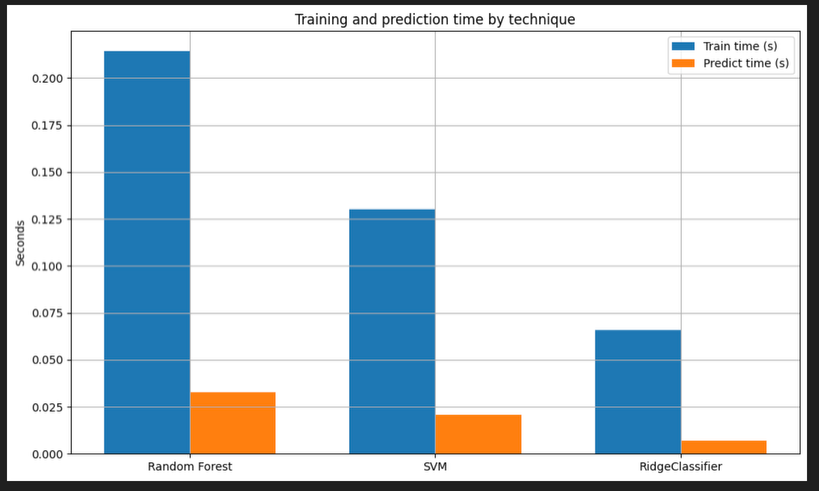 Training and prediction time by technique
Train time (s)
Predict time (s)
Seconds
0.200
0.175
0.150
0.125
0.100
0.075
0.050
0.025
0.000
Random Forest SVM RidgeClassifier